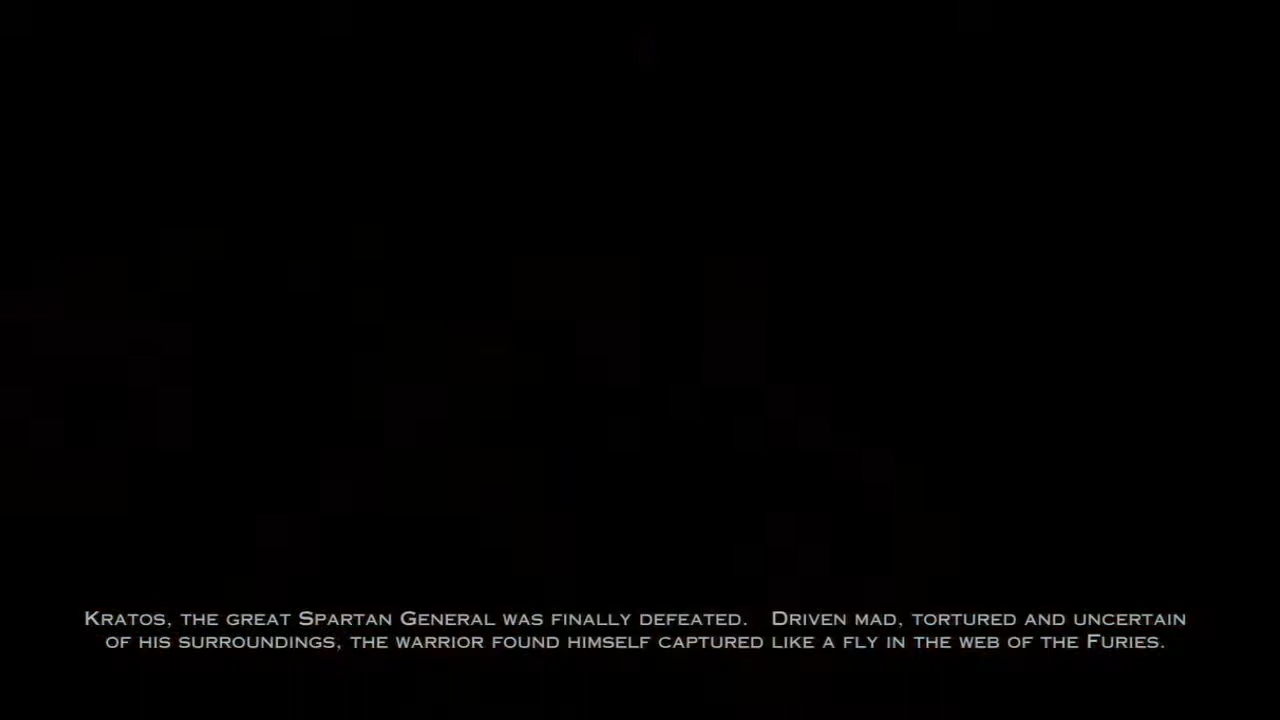 Kratos, the great Spartan General was finally defeated. Driven mad, tortured and uncertain
of his surroundings, the warrior found himself captured like a fly in the web of the Furies.